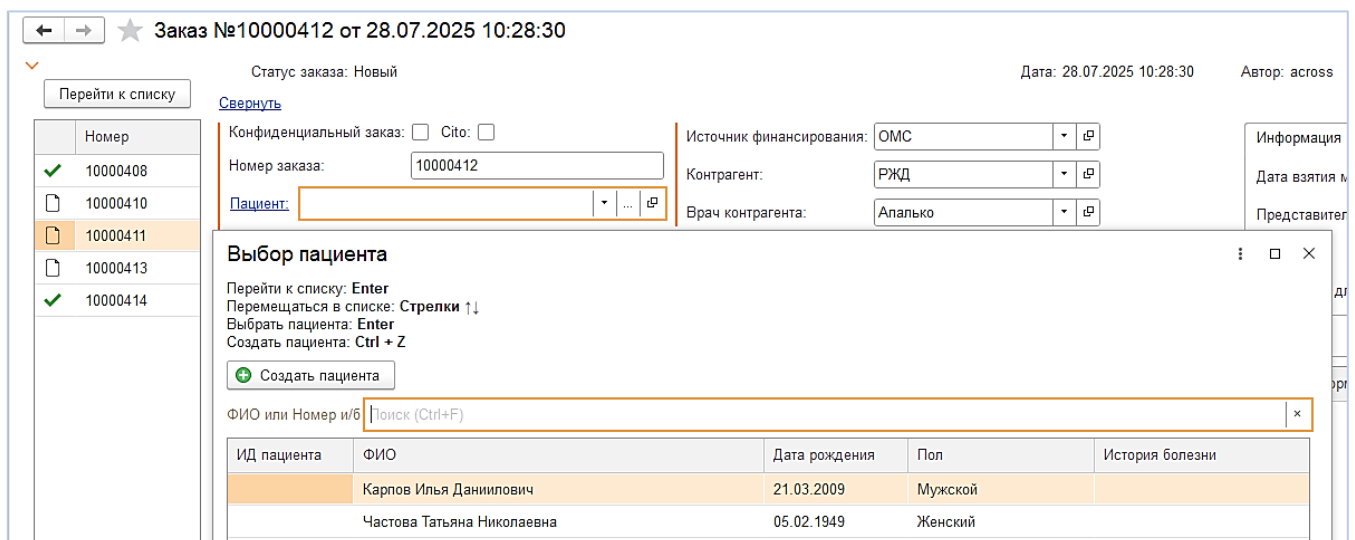 Заказ №10000412 от 28.07.2025 10:28:30
Статус заказа: Новый Дата: 28.07.2025 10:28:30 Автор: across
Перейти к списку
Свернуть
Номер
10000408
10000410
10000411
10000413
10000414
Конфиденциальный заказ: Cito:
Номер заказа: 10000412
Пациент: ...
Источник финансирования: ОМС
Контрагент: РЖД
Врач контрагента: Апалько
Информация
Дата взятия
Представител
Выбор пациента
Перейти к списку: Enter
Перемещаться в списке: Стрелки ↑↓
Выбрать пациента: Enter
Создать пациента: Ctrl + Z
Создать пациента
ФИО или Номер и/б Поиск (Ctrl+F) ×
ИД пациента ФИО Дата рождения Пол История болезни
Карпов Илья Даниилович 21.03.2009 Мужской
Частова Татьяна Николаевна 05.02.1949 Женский